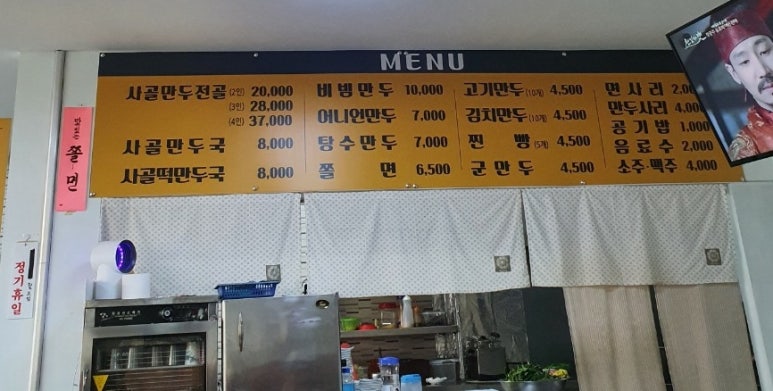 MENU
사골만두전골 (2인) 20,000
(3인) 28,000
(4인) 37,000
사골만두국 8,000
사골떡만두국 8,000
비빔만두 10,000
어니언만두 7,000
탕수만두 7,000
쫄면 6,500
고기만두 (10개) 4,500
김치만두 (10개) 4,500
찐빵 (5개) 4,500
군만두 4,500
면사리 2,0
만두사리 4,000
공기밥 1,000
음료수 2,000
소주·맥주 4,000
맛있는
쫄면
정기휴일